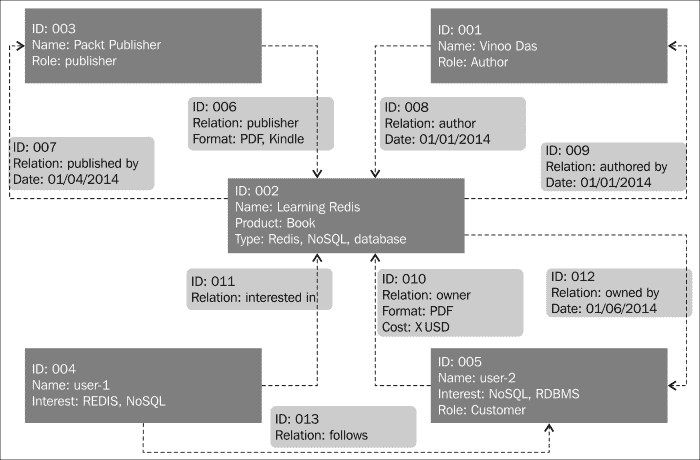 ID: 003
Name: Packt Publisher
Role: publisher
ID: 001
Name: Vinoo Das
Role: Author
ID: 006
Relation: publisher
Format: PDF, Kindle
ID: 008
Relation: author
Date: 01/01/2014
ID: 007
Relation: published by
Date: 01/04/2014
ID: 009
Relation: authored by
Date: 01/01/2014
ID: 002
Name: Learning Redis
Product: Book
Type: Redis, NoSQL, database
ID: 011
Relation: interested in
ID: 010
Relation: owner
Format: PDF
Cost: X USD
ID: 012
Relation: owned by
Date: 01/06/2014
ID: 004
Name: user-1
Interest: REDIS, NoSQL
ID: 005
Name: user-2
Interest: NoSQL, RDBMS
Role: Customer
ID: 013
Relation: follows